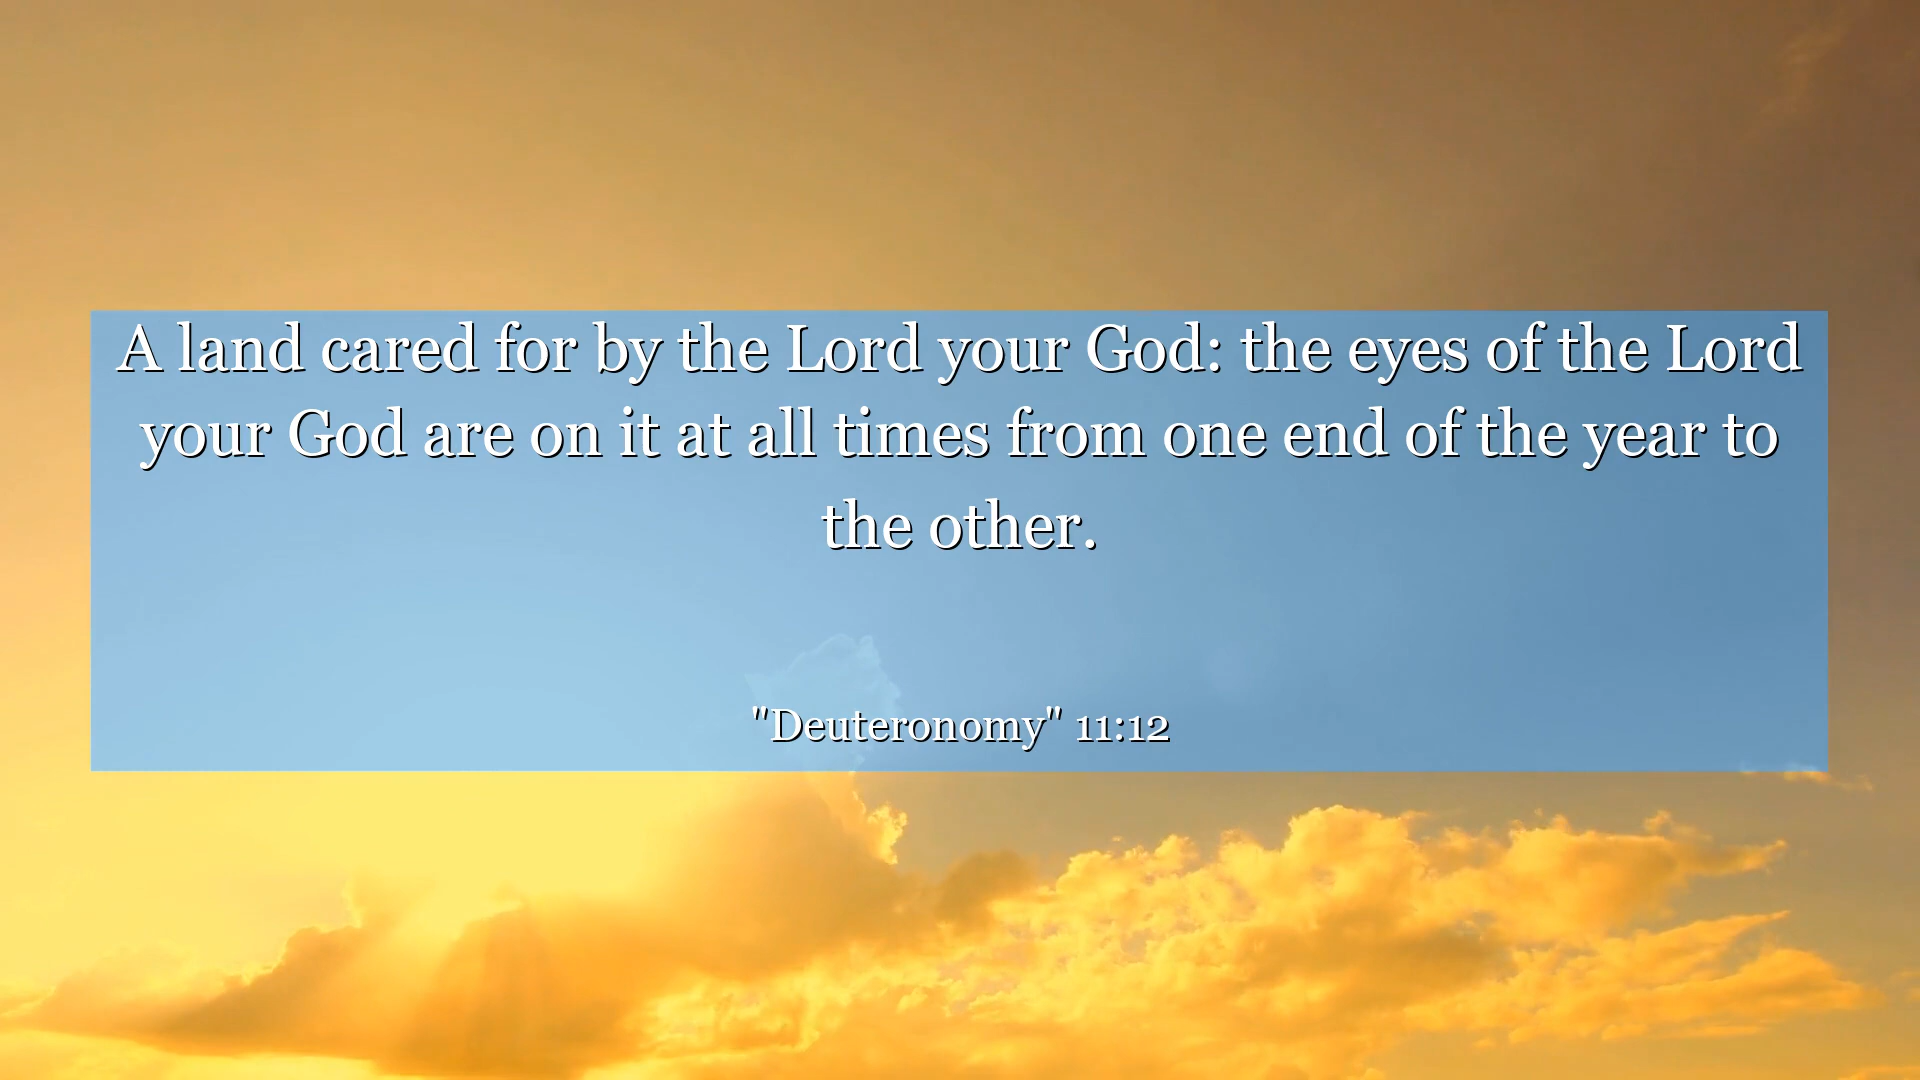 A land cared for by the Lord your God: the eyes of the Lord
your God are on it at all times from one end of the year to
the other.
"Deuteronomy" 11:12